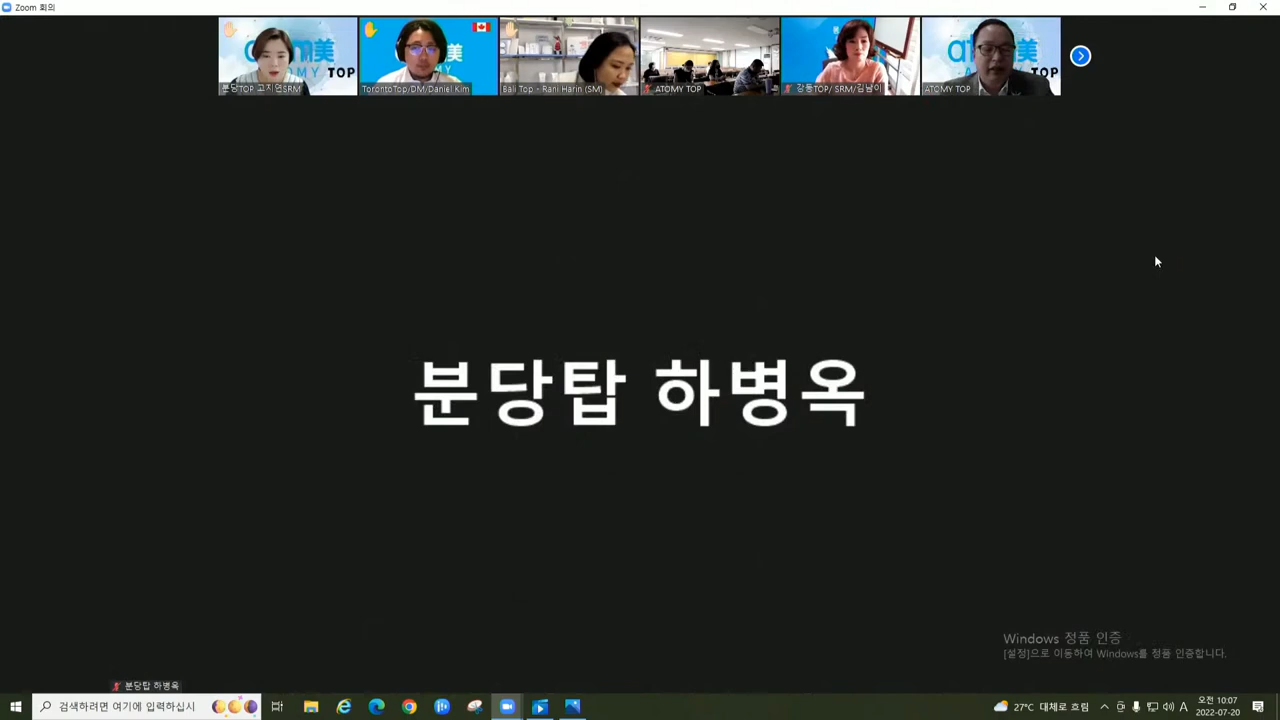 Zoom 회의
분당TOP 고지연SRM
TorontoTop/DM/Daniel Kim
Bali Top - Rani Harin (SM)
ATOMY TOP
강동TOP/ SRM/김남이
ATOMY TOP
분당탑 하병옥
Windows 정품 인증
[설정]으로 이동하여 Windows를 정품 인증합니다.
분당탑 하병옥
검색하려면 여기에 입력하십시
27°C 대체로 흐림
A
오전 10:07
2022-07-20